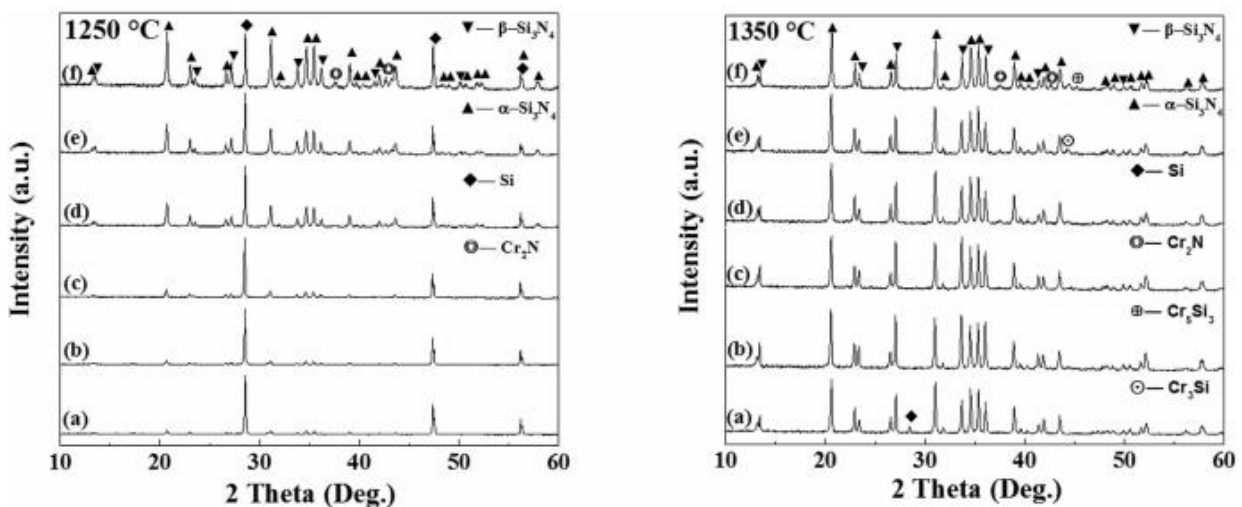 1250 °C
β–Si₃N₄
(f)
α–Si₃N₄
(e)
Si
(d)
Cr₂N
(c)
(b)
(a)
10 20 30 40 50 60
2 Theta (Deg.)
Intensity (a.u.)
1350 °C
β–Si₃N₄
(f)
α–Si₃N₄
(e)
Si
(d)
Cr₂N
(c)
Cr₅Si₃
(b)
Cr₃Si
(a)
10 20 30 40 50 60
2 Theta (Deg.)
Intensity (a.u.)